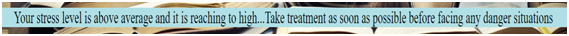 Your stress level is above average and it is reaching to high...Take treatment as soon as possible before facing any danger situations